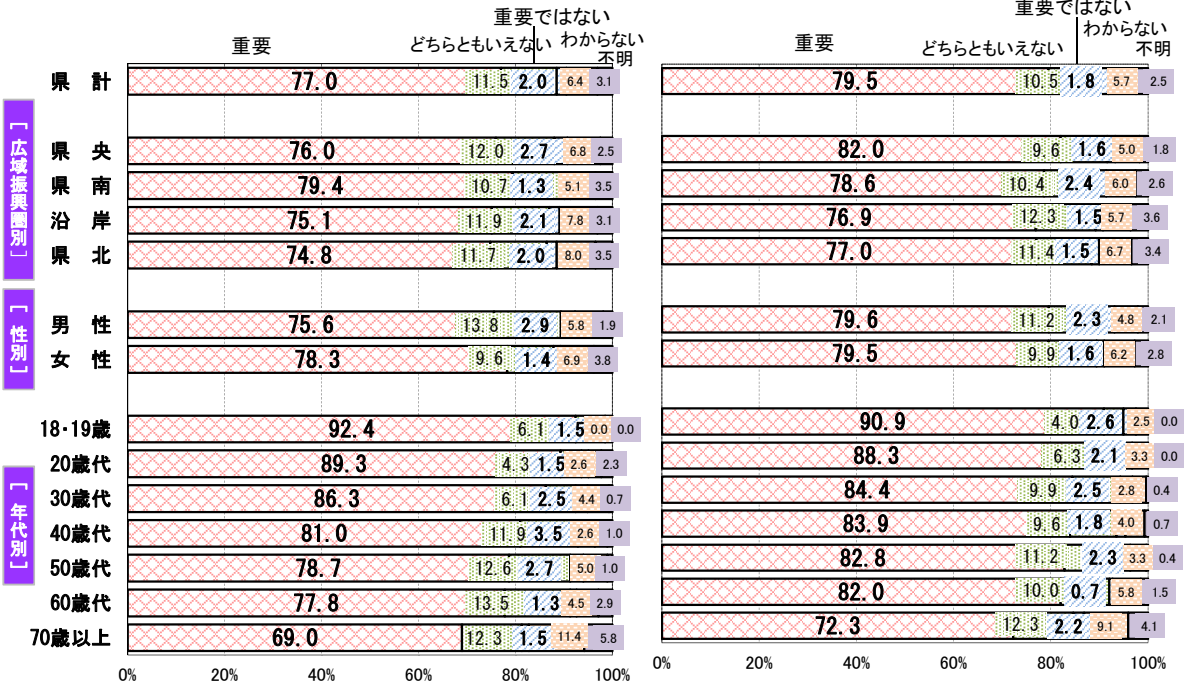 重要ではない 重要ではない
重要 どちらともいえない わからない 不明 重要 どちらともいえない わからない 不明
県 計 77.0 11.5 2.0 6.4 3.1 79.5 10.5 1.8 5.7 2.5
[広域振興圏別]
県 央 76.0 12.0 2.7 6.8 2.5 82.0 9.6 1.6 5.0 1.8
県 南 79.4 10.7 1.3 5.1 3.5 78.6 10.4 2.4 6.0 2.6
沿 岸 75.1 11.9 2.1 7.8 3.1 76.9 12.3 1.5 5.7 3.6
県 北 74.8 11.7 2.0 8.0 3.5 77.0 11.4 1.5 6.7 3.4
[性別]
男 性 75.6 13.8 2.9 5.8 1.9 79.6 11.2 2.3 4.8 2.1
女 性 78.3 9.6 1.4 6.9 3.8 79.5 9.9 1.6 6.2 2.8
18・19歳 92.4 6.1 1.5 0.0 0.0 90.9 4.0 2.6 2.5 0.0
[年代別]
20歳代 89.3 4.3 1.5 2.6 2.3 88.3 6.3 2.1 3.3 0.0
30歳代 86.3 6.1 2.5 4.4 0.7 84.4 9.9 2.5 2.8 0.4
40歳代 81.0 11.9 3.5 2.6 1.0 83.9 9.6 1.8 4.0 0.7
50歳代 78.7 12.6 2.7 5.0 1.0 82.8 11.2 2.3 3.3 0.4
60歳代 77.8 13.5 1.3 4.5 2.9 82.0 10.0 0.7 5.8 1.5
70歳以上 69.0 12.3 1.5 11.4 5.8 72.3 12.3 2.2 9.1 4.1
0% 20% 40% 60% 80% 100% 0% 20% 40% 60% 80% 100%